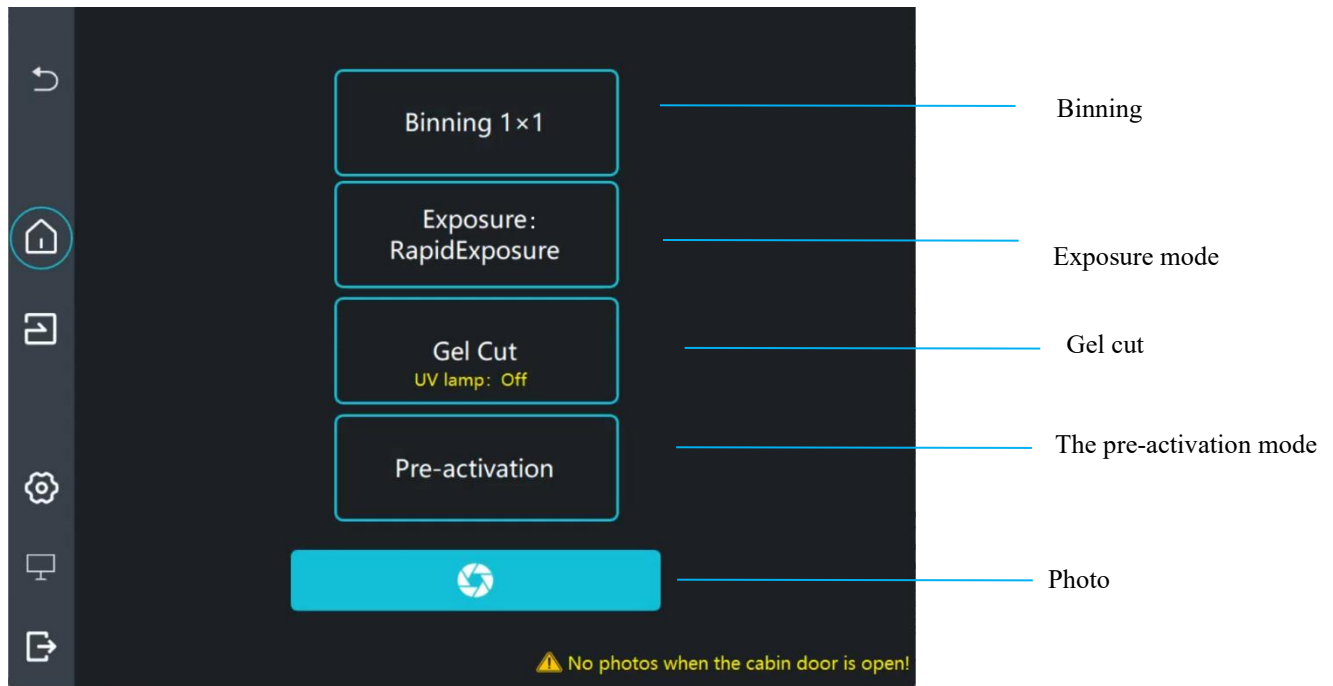 Binning 1×1
Binning
Exposure:
RapidExposure
Exposure mode
Gel Cut
UV lamp: Off
Gel cut
Pre-activation
The pre-activation mode
Photo
No photos when the cabin door is open!